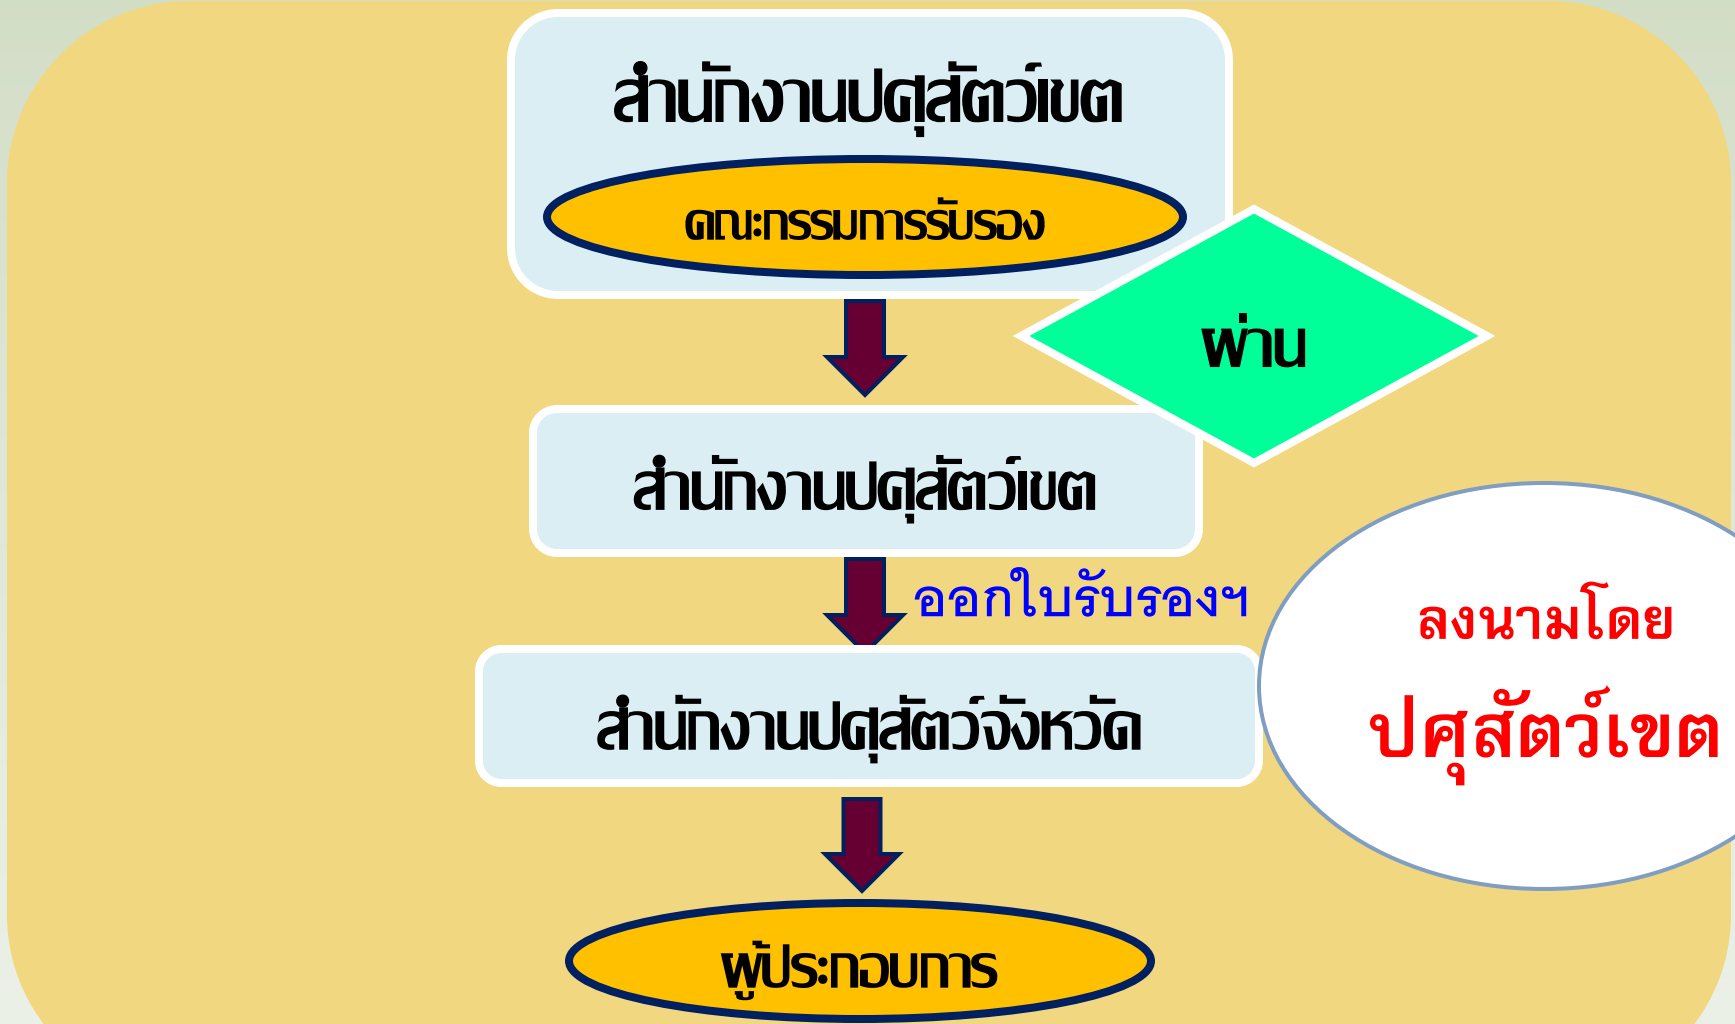 สำนักงานปศุสัตว์เขต
คณะกรรมการรับรอง
ผ่าน
สำนักงานปศุสัตว์เขต
ออกใบรับรองฯ
ลงนามโดย
ปศุสัตว์เขต
สำนักงานปศุสัตว์จังหวัด
ผู้ประกอบการ